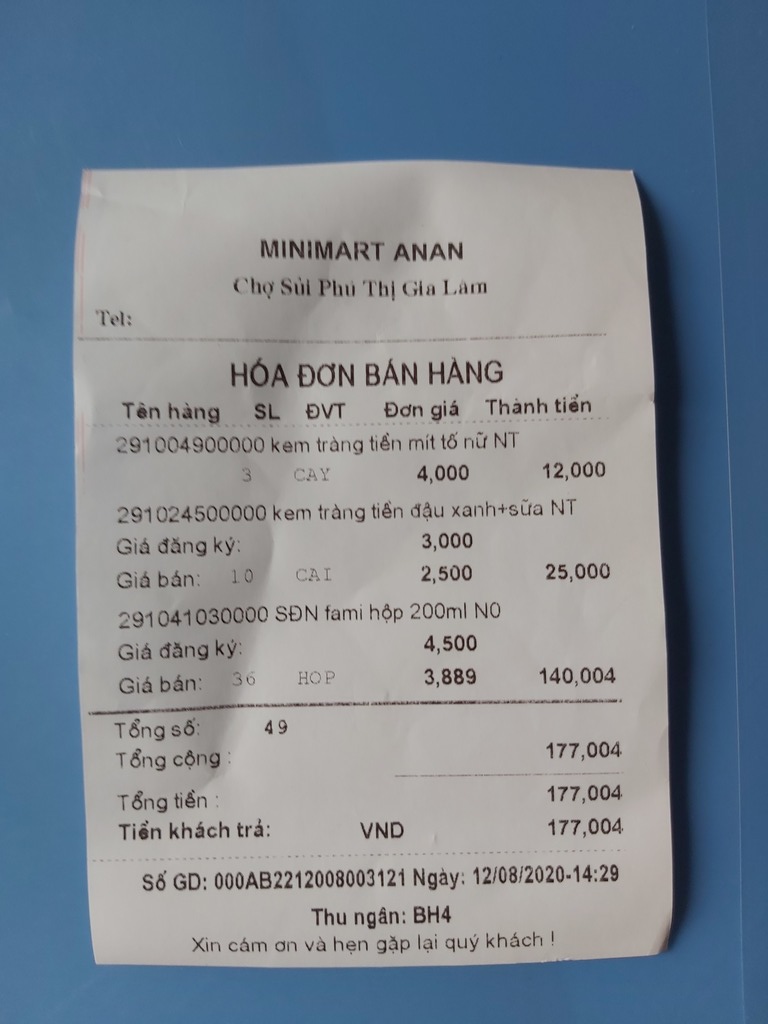 MINIMART ANAN
Chợ Sủi Phú Thị Gia Lâm
Tel:
HÓA ĐƠN BÁN HÀNG
Tên hàng SL ĐVT Đơn giá Thành tiền
291004900000 kem tràng tiền mít tố nữ NT
3 CAY 4,000 12,000
291024500000 kem tràng tiền đậu xanh+sữa NT
Giá đăng ký: 3,000
Giá bán: 10 CAI 2,500 25,000
291041030000 SĐN fami hộp 200ml N0
Giá đăng ký: 4,500
Giá bán: 36 HOP 3,889 140,004
Tổng số: 49
Tổng cộng : 177,004
Tổng tiền : 177,004
Tiền khách trả: VND 177,004
Số GD: 000AB2212008003121 Ngày: 12/08/2020-14:29
Thu ngân: BH4
Xin cám ơn và hẹn gặp lại quý khách !